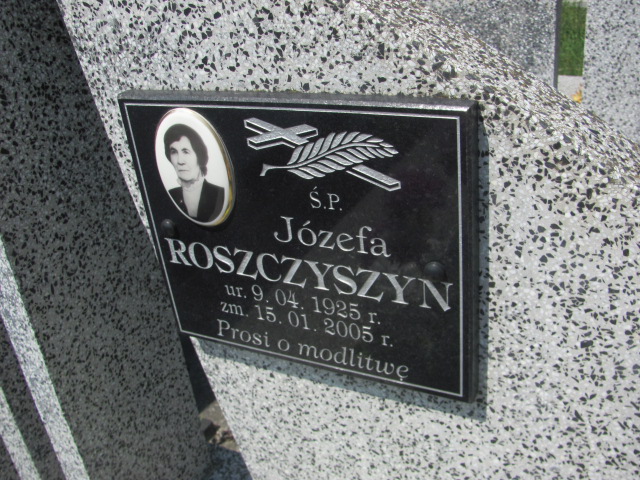 Ś.P.
Józefa
ROSZCZYSZYN
ur. 9. 04. 1925 r.
zm. 15. 01. 2005 r.
Prosi o modlitwę